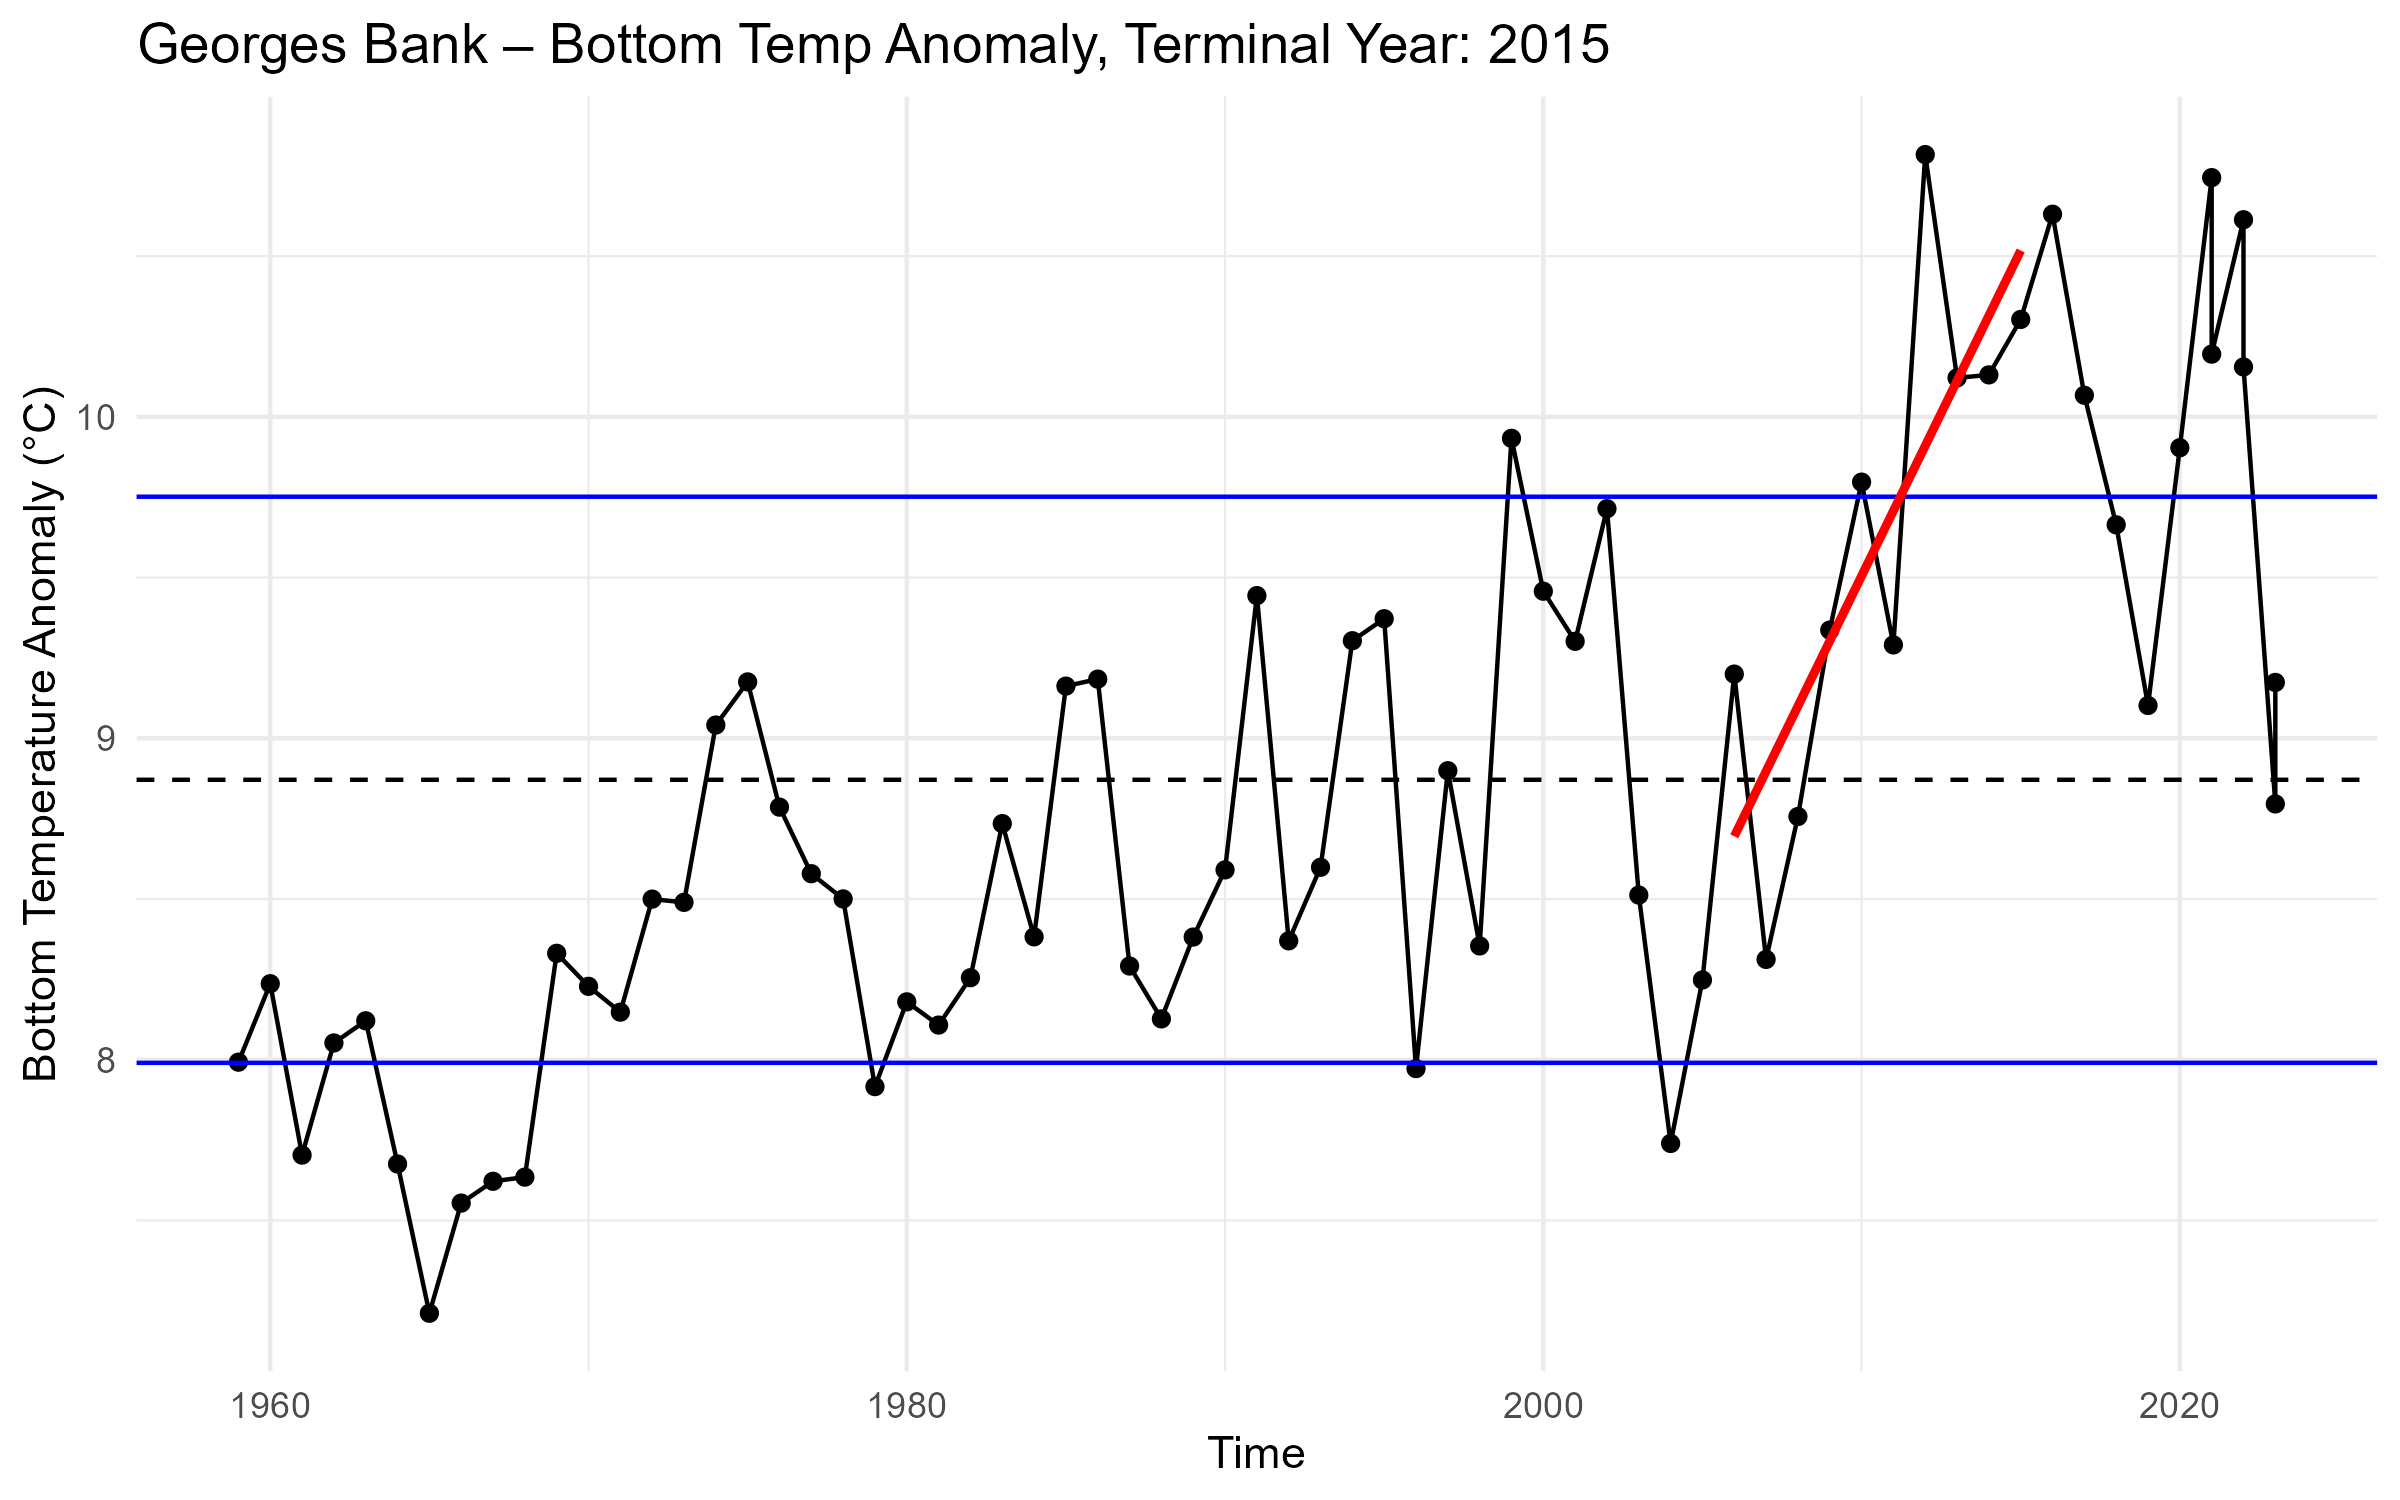 Georges Bank – Bottom Temp Anomaly, Terminal Year: 2015
Bottom Temperature Anomaly (°C)
10
9
8
1960
1980
2000
2020
Time